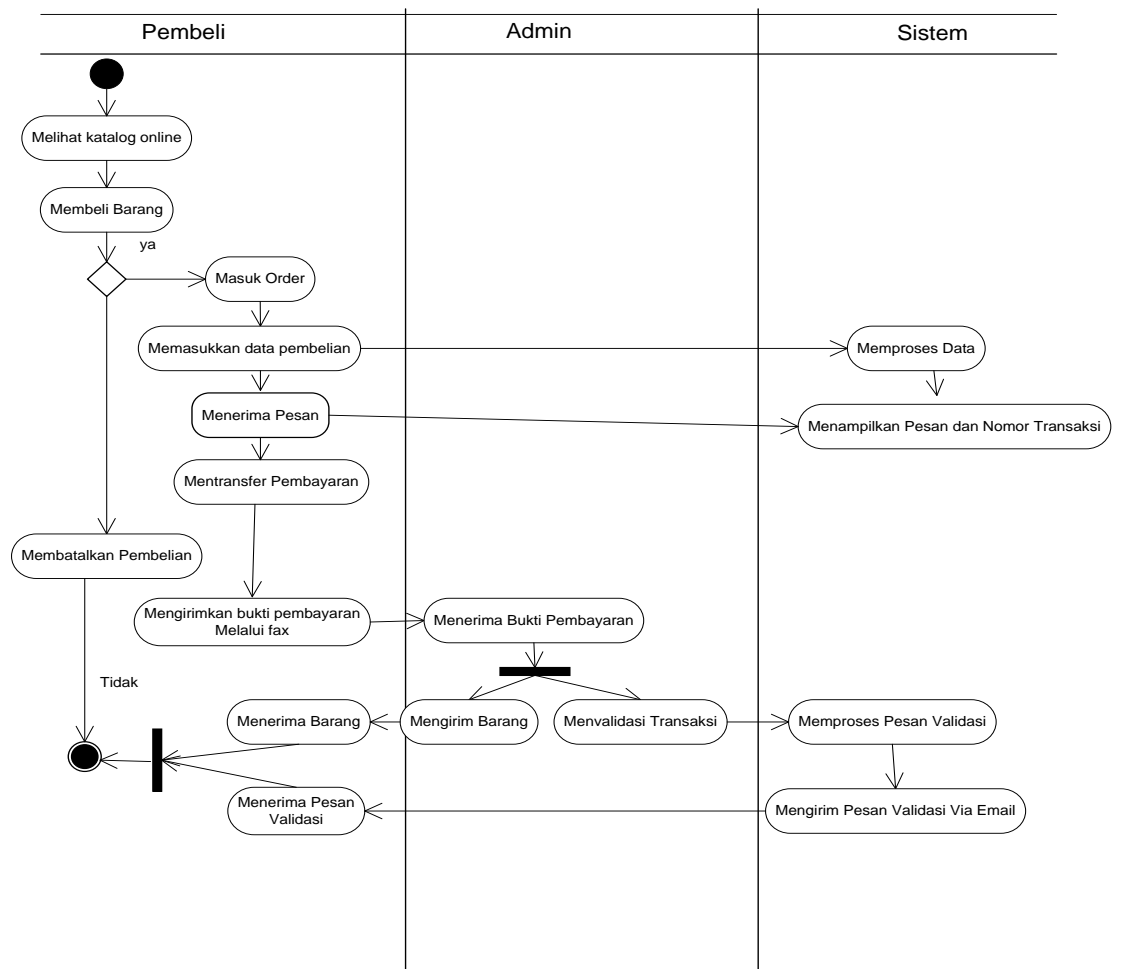 Pembeli
Admin
Sistem
Melihat katalog online
Membeli Barang
ya
Masuk Order
Memasukkan data pembelian
Memproses Data
Menerima Pesan
Menampilkan Pesan dan Nomor Transaksi
Mentransfer Pembayaran
Membatalkan Pembelian
Mengirimkan bukti pembayaran
Melalui fax
Menerima Bukti Pembayaran
Tidak
Menerima Barang
Mengirim Barang
Menvalidasi Transaksi
Memproses Pesan Validasi
Menerima Pesan
Validasi
Mengirim Pesan Validasi Via Email